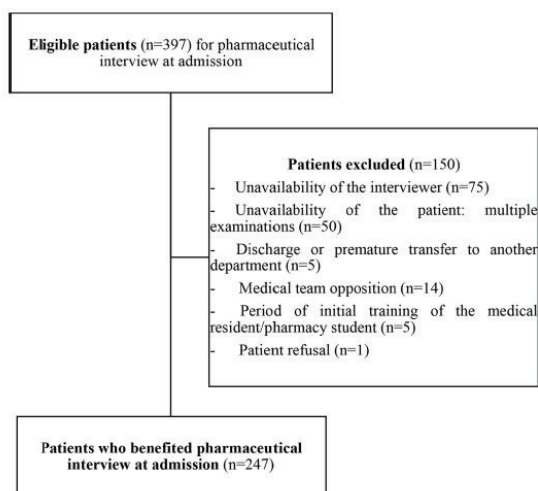 Eligible patients (n=397) for pharmaceutical
interview at admission
Patients excluded (n=150)
- Unavailability of the interviewer (n=75)
- Unavailability of the patient: multiple
examinations (n=50)
- Discharge or premature transfer to another
department (n=5)
- Medical team opposition (n=14)
- Period of initial training of the medical
resident/pharmacy student (n=5)
- Patient refusal (n=1)
Patients who benefited pharmaceutical
interview at admission (n=247)